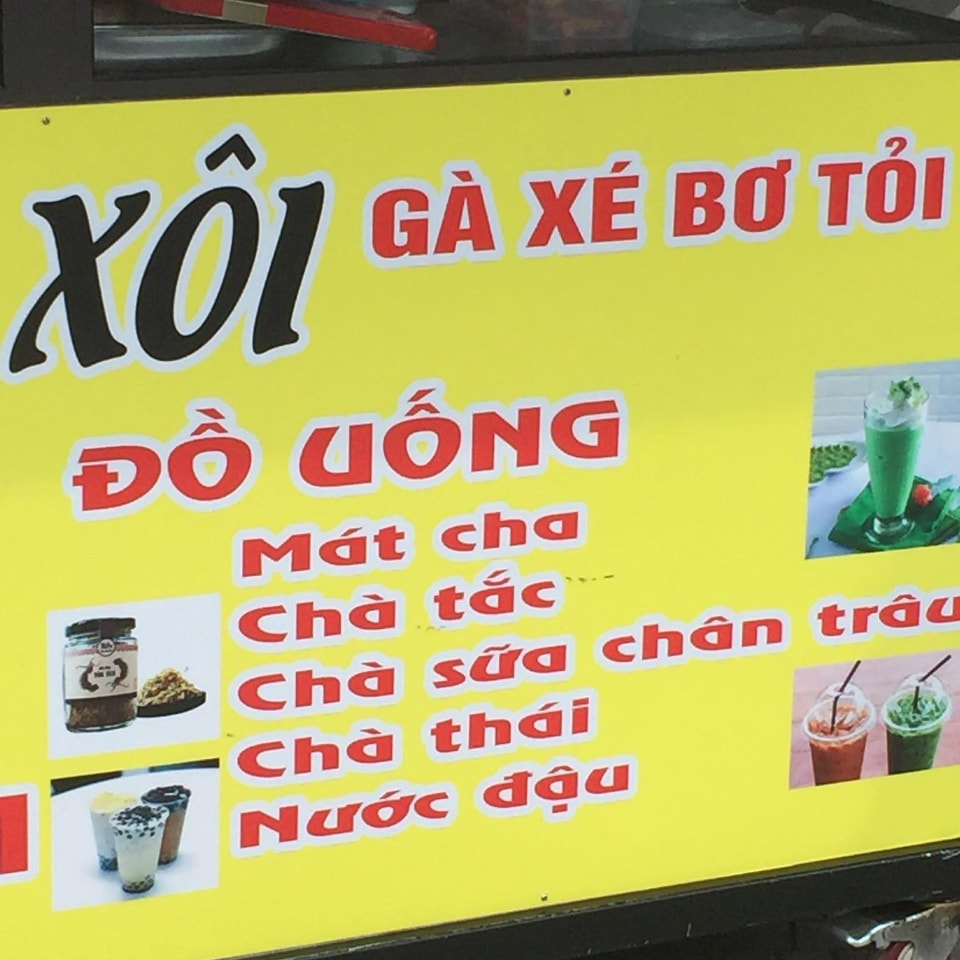 XÔI GÀ XÉ BƠ TỎI
ĐỒ UỐNG
Mát cha
Chà tắc
Chà sữa chân trâu
Chà thái
Nước đậu